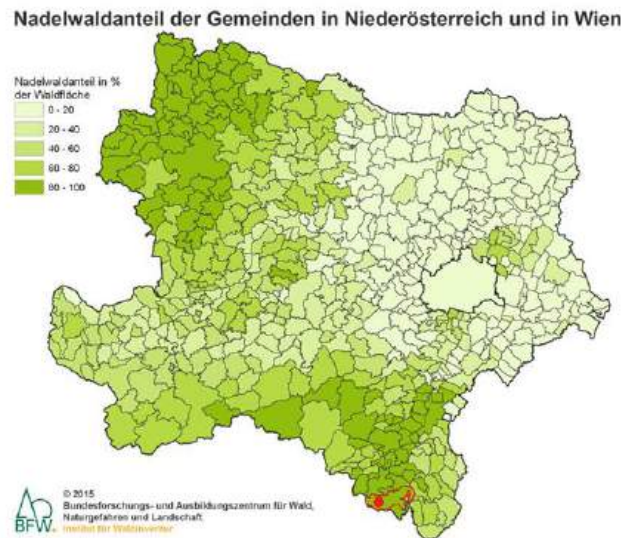 Nadelwaldanteil der Gemeinden in Niederösterreich und in Wien
Nadelwaldanteil in %
der Waldfläche
0 - 20
20 - 40
40 - 60
60 - 80
80 - 100
© 2015
Bundesforschungs- und Ausbildungszentrum für Wald,
Naturgefahren und Landschaft,
Institut für Waldinventur
BFW